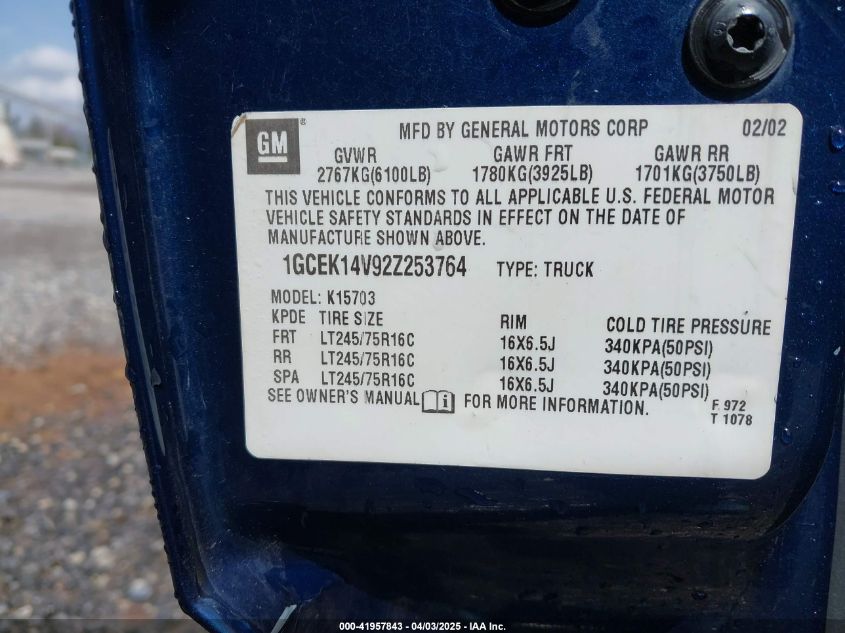 GM
MFD BY GENERAL MOTORS CORP 02/02
GVWR GAWR FRT GAWR RR
2767KG(6100LB) 1780KG(3925LB) 1701KG(3750LB)
THIS VEHICLE CONFORMS TO ALL APPLICABLE U.S. FEDERAL MOTOR
VEHICLE SAFETY STANDARDS IN EFFECT ON THE DATE OF
MANUFACTURE SHOWN ABOVE.
1GCEK14V92Z253764 TYPE: TRUCK
MODEL: K15703
KPDE TIRE SIZE RIM COLD TIRE PRESSURE
FRT LT245/75R16C 16X6.5J 340KPA(50PSI)
RR LT245/75R16C 16X6.5J 340KPA(50PSI)
SPA LT245/75R16C 16X6.5J 340KPA(50PSI)
SEE OWNER'S MANUAL i FOR MORE INFORMATION. F 972
T 1078
000-41957843 - 04/03/2025 - IAA Inc.